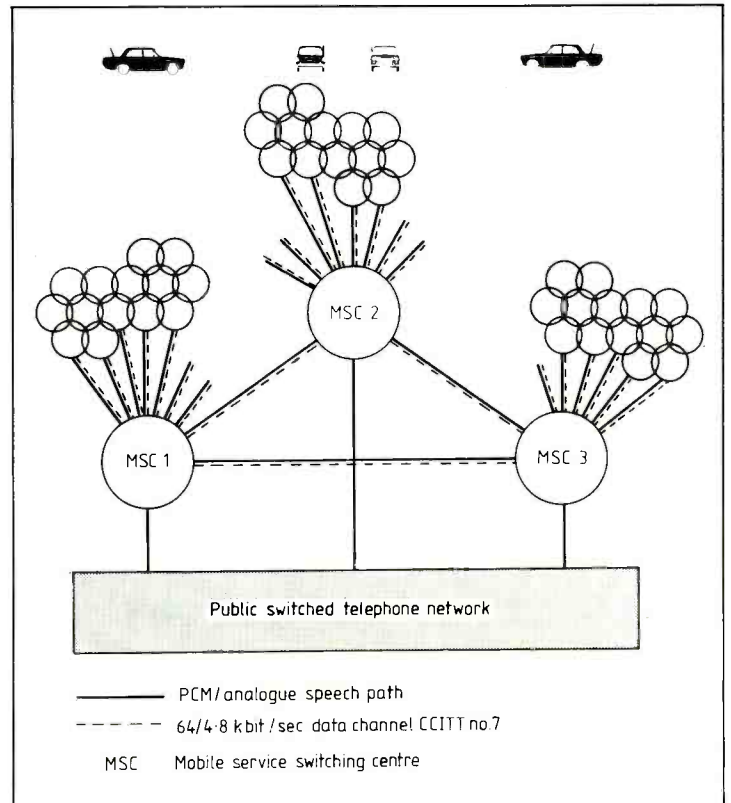 MSC 2
MSC 1
MSC 3
Public switched telephone network
PCM/analogue speech path
64/4·8 kbit/sec data channel CCITT no.7
MSC Mobile service switching centre